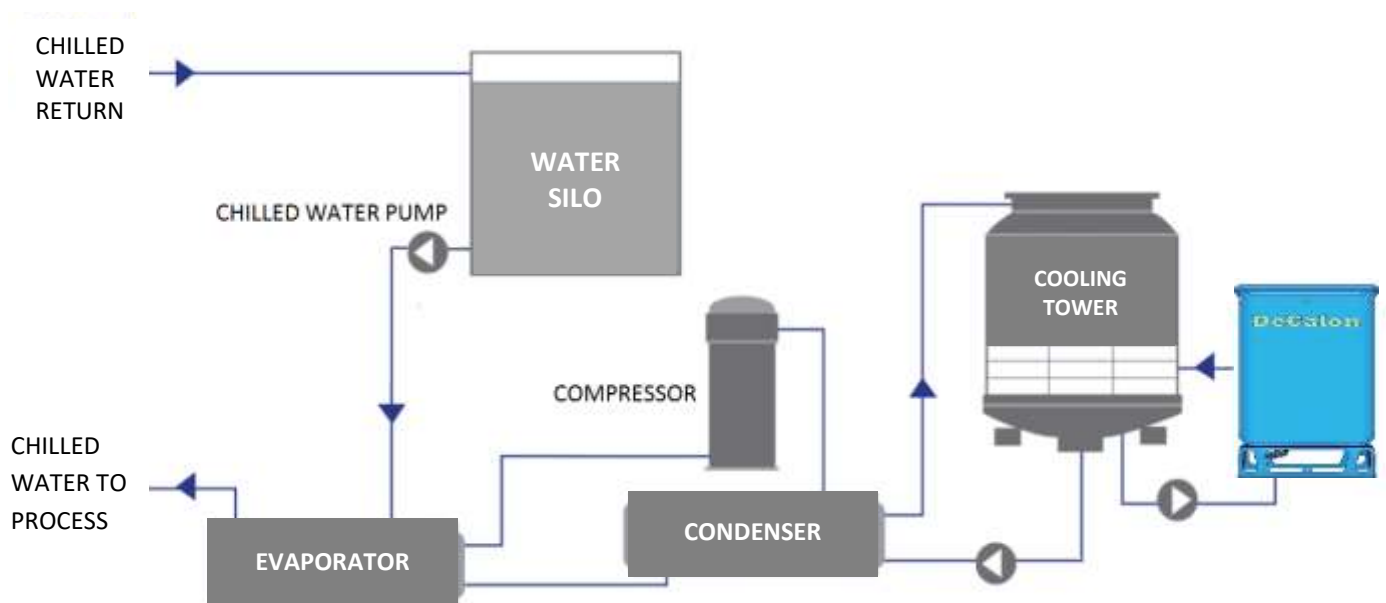 CHILLED
WATER
RETURN
WATER
SILO
CHILLED WATER PUMP
COOLING
TOWER
DeCalon
COMPRESSOR
CHILLED
WATER TO
PROCESS
CONDENSER
EVAPORATOR